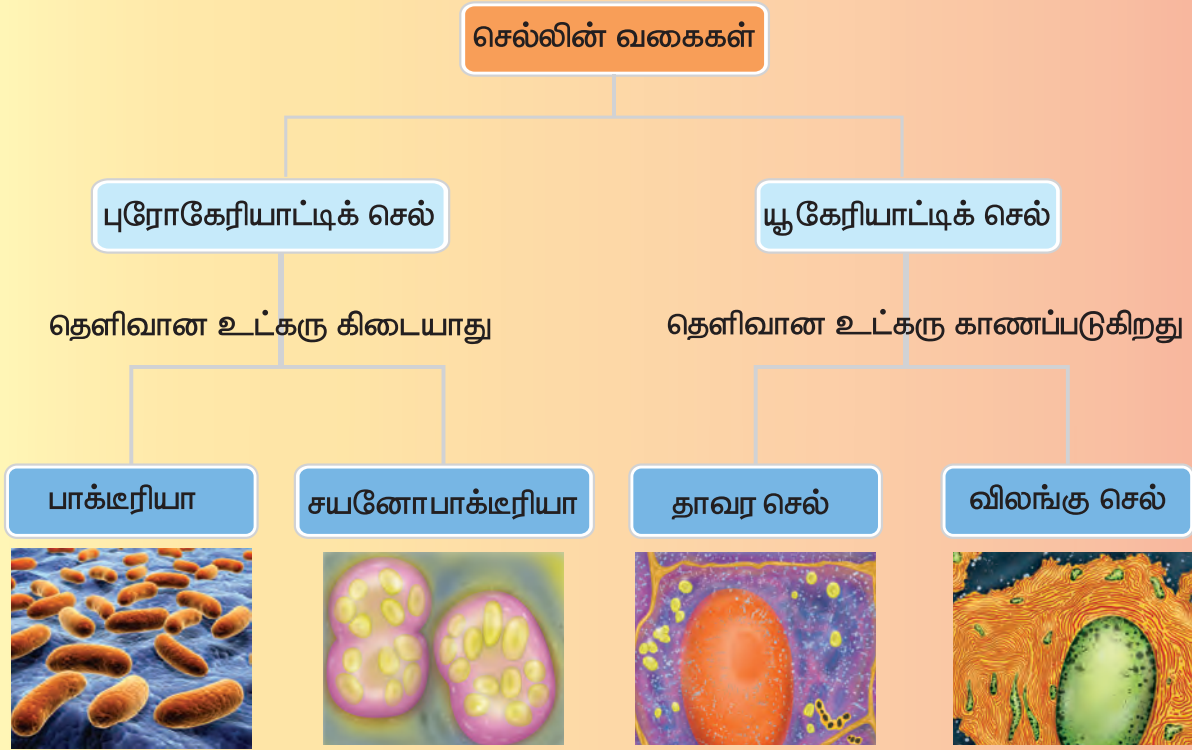 செல்லின் வகைகள்
புரோகேரியாட்டிக் செல்
யூகேரியாட்டிக் செல்
தெளிவான உட்கரு கிடையாது
தெளிவான உட்கரு காணப்படுகிறது
பாக்டீரியா
சயனோபாக்டீரியா
தாவர செல்
விலங்கு செல்